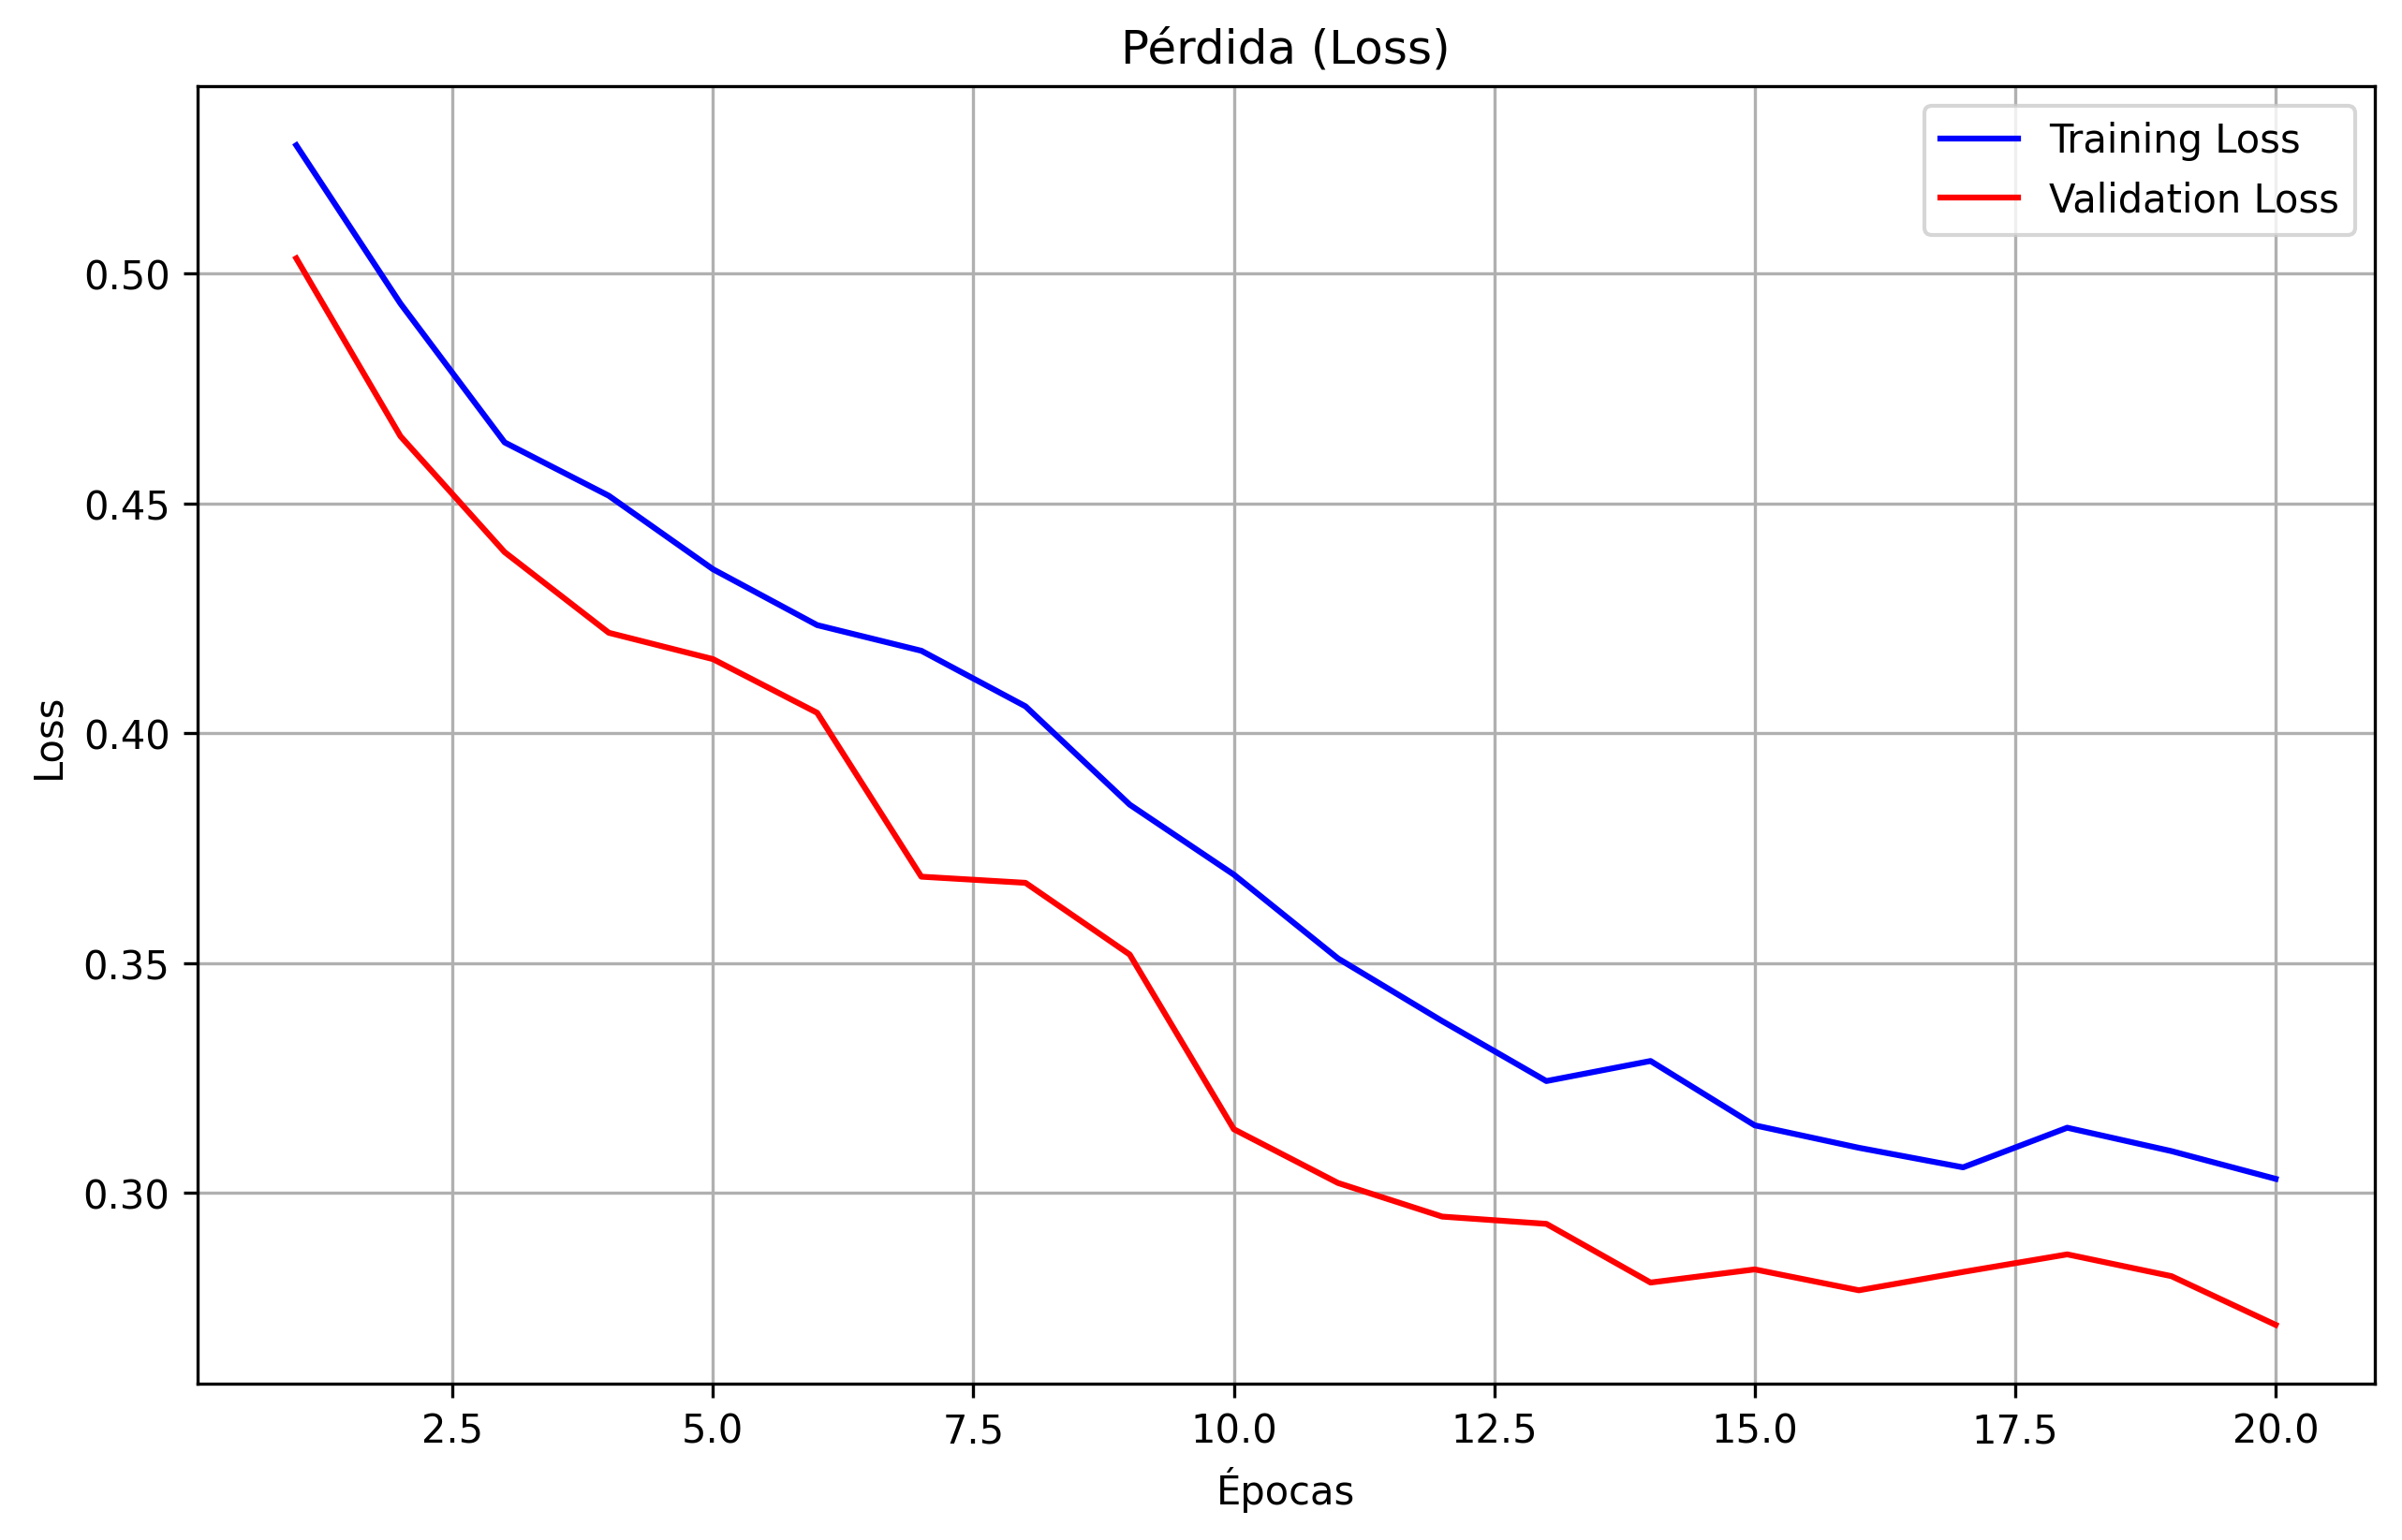 Pérdida (Loss)
Training Loss
Validation Loss
0.50
0.45
0.40
0.35
0.30
Loss
2.5 5.0 7.5 10.0 12.5 15.0 17.5 20.0
Épocas